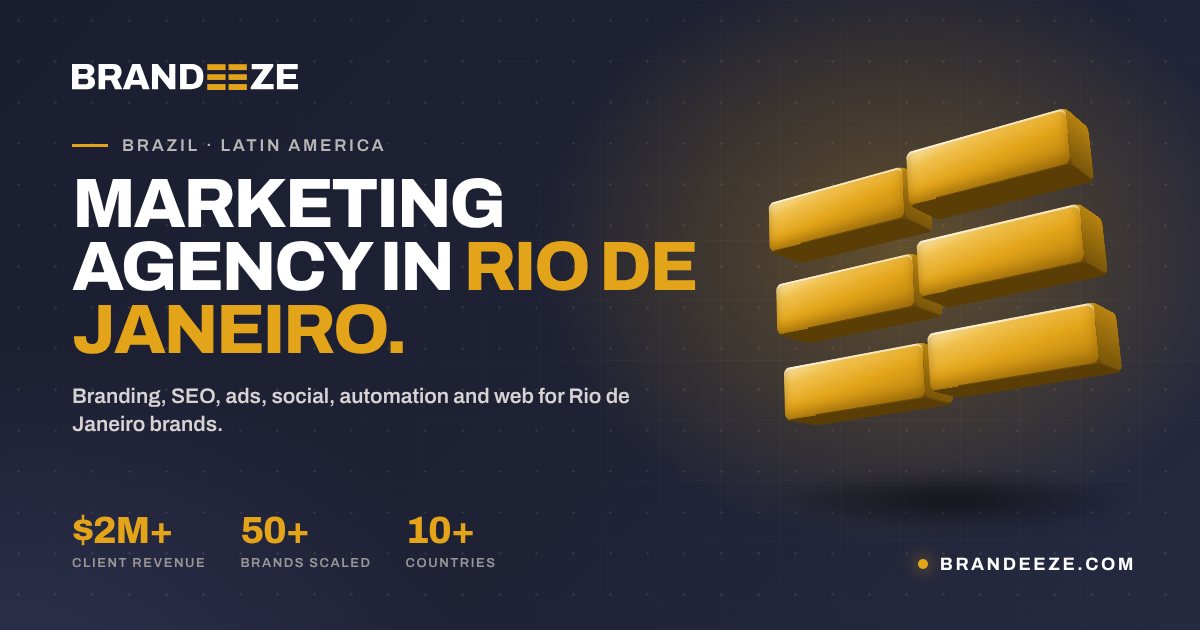 BRANDEEZE
BRAZIL · LATIN AMERICA
MARKETING
AGENCY IN RIO DE
JANEIRO.
Branding, SEO, ads, social, automation and web for Rio de
Janeiro brands.
$2M+ 50+ 10+
CLIENT REVENUE BRANDS SCALED COUNTRIES
BRANDEEZE.COM